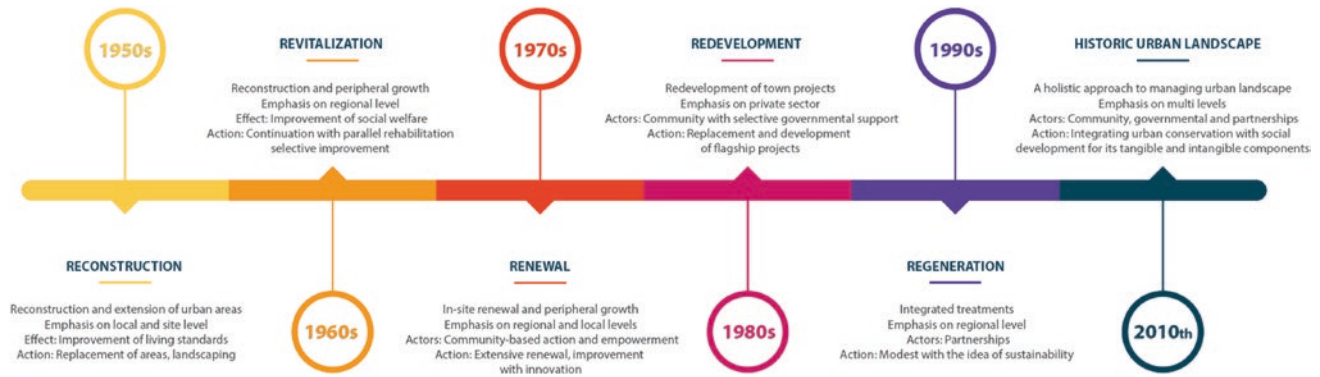 1950s
RECONSTRUCTION
Reconstruction and extension of urban areas
Emphasis on local and site level
Effect: Improvement of living standards
Action: Replacement of areas, landscaping
REVITALIZATION
Reconstruction and peripheral growth
Emphasis on regional level
Effect: Improvement of social welfare
Action: Continuation with parallel rehabilitation
selective improvement
1960s
1970s
RENEWAL
In-site renewal and peripheral growth
Emphasis on regional and local levels
Actors: Community-based action and empowerment
Action: Extensive renewal, improvement
with innovation
REDEVELOPMENT
Redevelopment of town projects
Emphasis on private sector
Actors: Community with selective governmental support
Action: Replacement and development
of flagship projects
1980s
1990s
REGENERATION
Integrated treatments
Emphasis on regional level
Actors: Partnerships
Action: Modest with the idea of sustainability
HISTORIC URBAN LANDSCAPE
A holistic approach to managing urban landscape
Emphasis on multi levels
Actors: Community, governmental and partnerships
Action: Integrating urban conservation with social
development for its tangible and intangible components
2010th